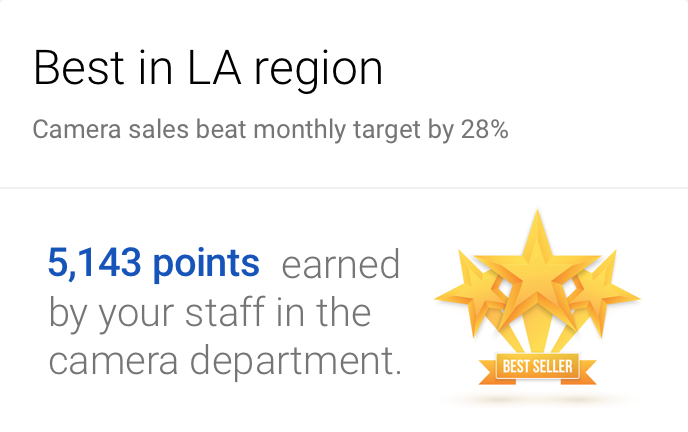 Best in LA region
Camera sales beat monthly target by 28%
5,143 points earned
by your staff in the
camera department.
BEST SELLER